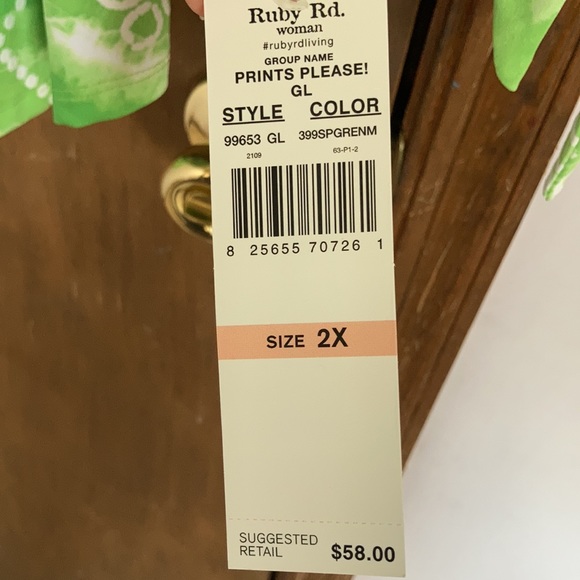 Ruby Rd.
woman
#rubyrdliving
GROUP NAME
PRINTS PLEASE!
GL
STYLE COLOR
99653 GL 399SPGRENM
2109 63-P1-2
8 25655 70726 1
SIZE 2X
SUGGESTED
RETAIL $58.00